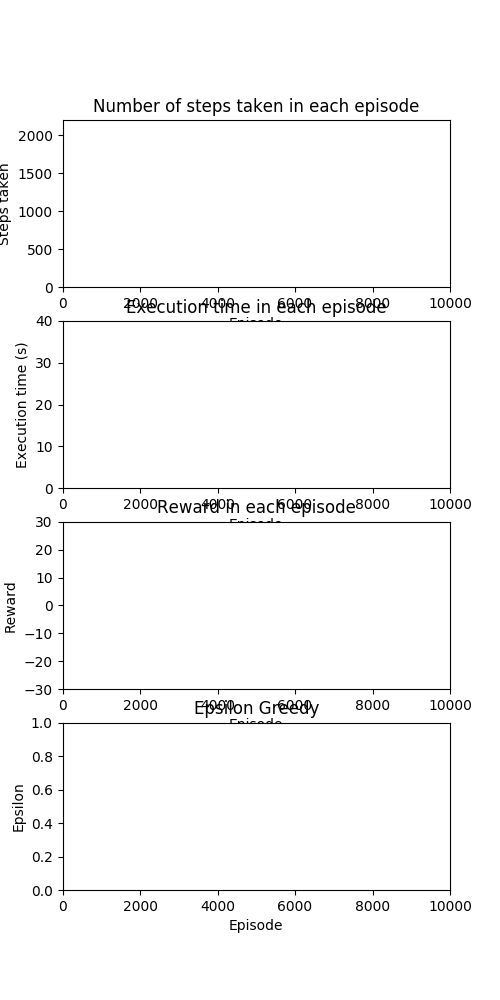 Number of steps taken in each episode
2000
1500
1000
500
0
Steps taken
0 2000 4000 6000 8000 10000
Episode
Execution time in each episode
40
30
20
10
0
Execution time (s)
0 2000 4000 6000 8000 10000
Episode
Reward in each episode
30
20
10
0
−10
−20
−30
Reward
0 2000 4000 6000 8000 10000
Episode
Epsilon Greedy
1.0
0.8
0.6
0.4
0.2
0.0
Epsilon
0 2000 4000 6000 8000 10000
Episode